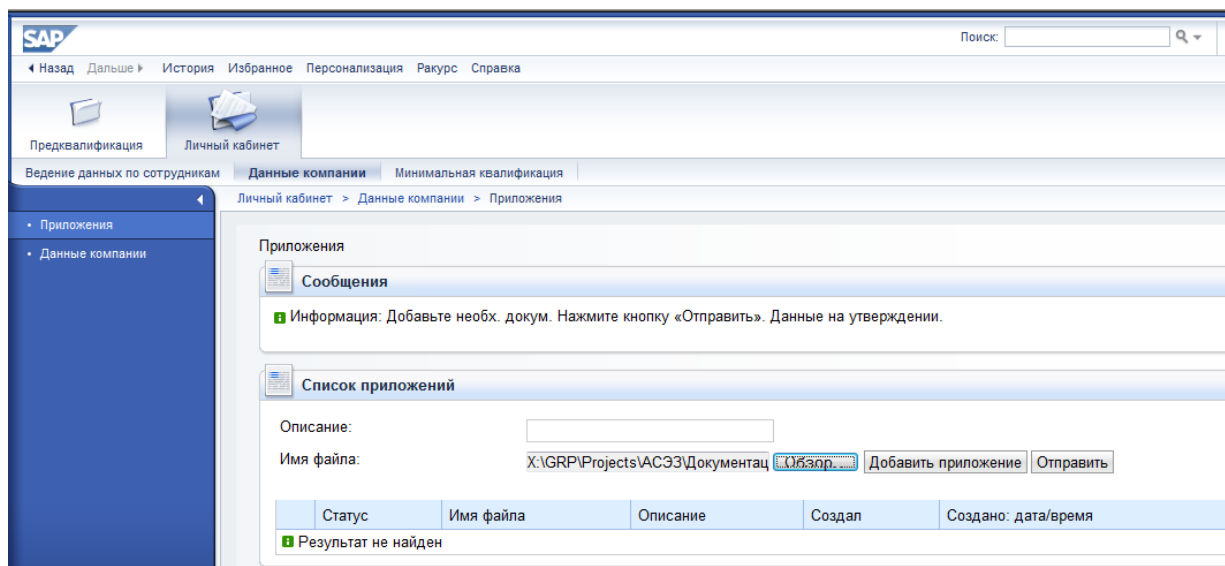 SAP
Поиск:
Назад Дальше История Избранное Персонализация Ракурс Справка
Предквалификация Личный кабинет
Ведение данных по сотрудникам Данные компании Минимальная квалификация
Личный кабинет > Данные компании > Приложения
• Приложения
• Данные компании
Приложения
Сообщения
Информация: Добавьте необх. докум. Нажмите кнопку «Отправить». Данные на утверждении.
Список приложений
Описание:
Имя файла: X:\GRP\Projects\АСЭЗ\Документац Обзор... Добавить приложение Отправить
Статус Имя файла Описание Создал Создано: дата/время
Результат не найден